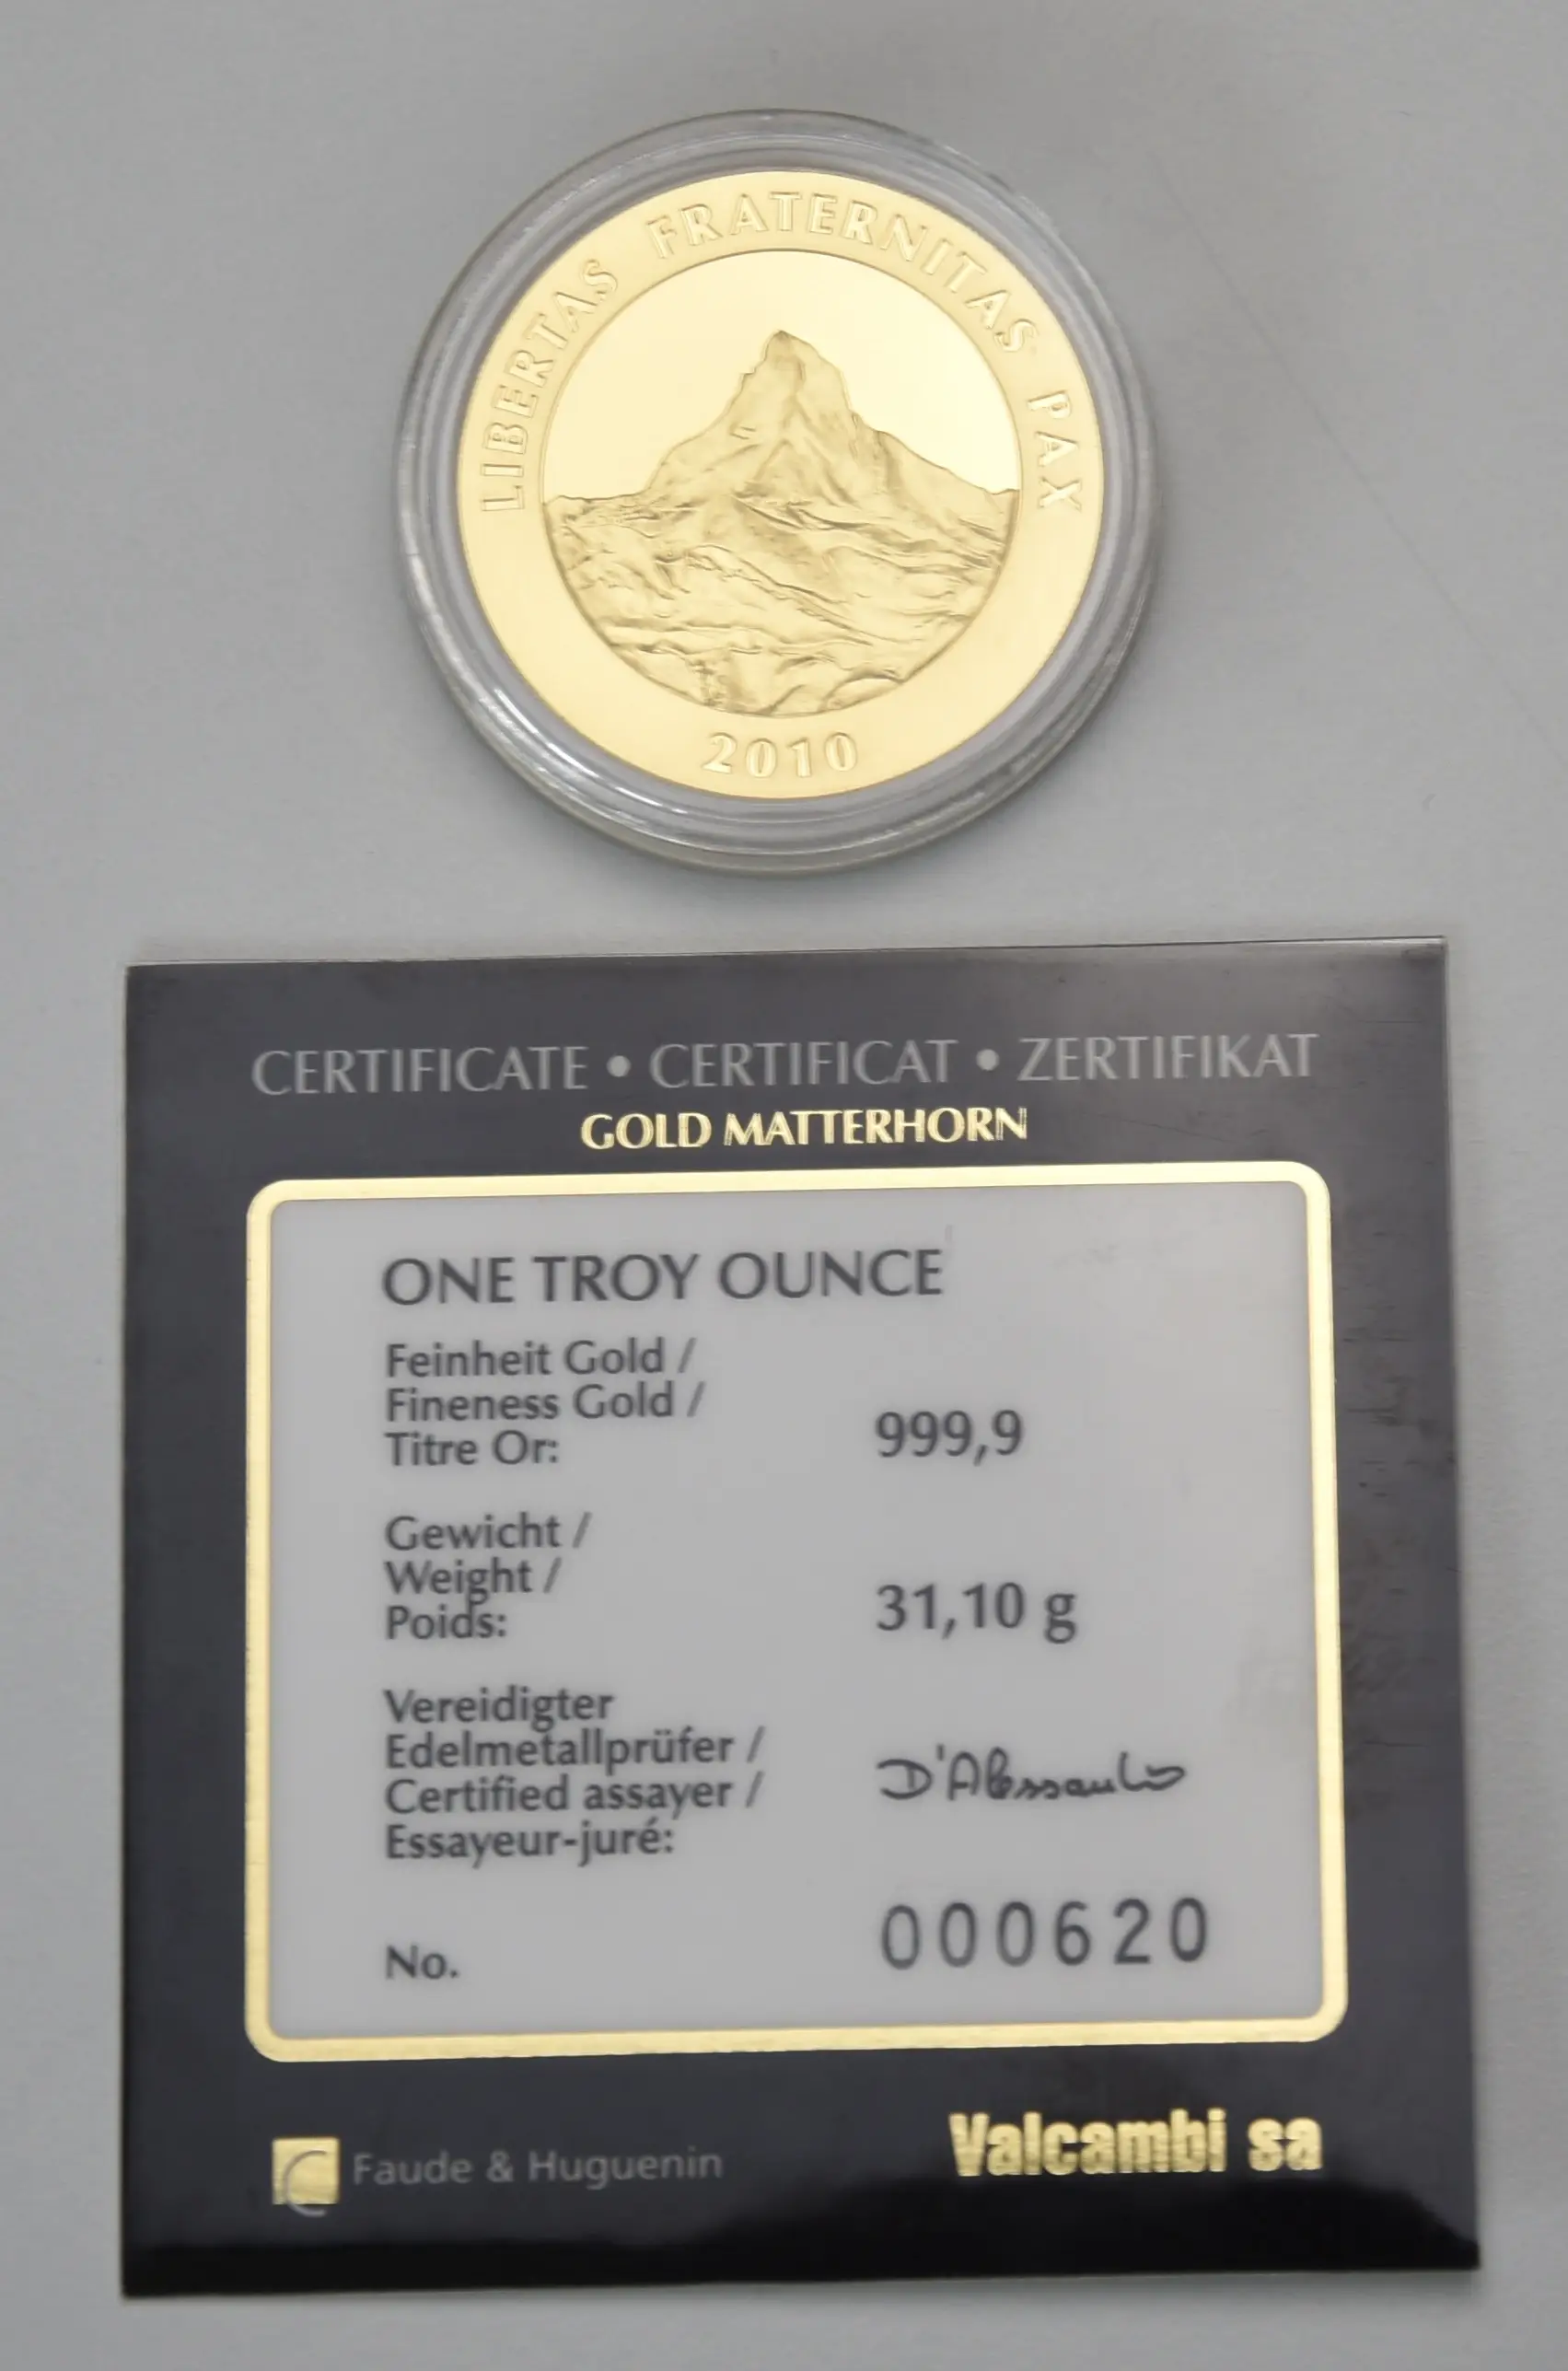 LIBERTAS FRATERNITAS PAX
2010
CERTIFICATE • CERTIFICAT • ZERTIFIKAT
GOLD MATTERHORN
ONE TROY OUNCE
Feinheit Gold /
Fineness Gold /
Titre Or: 999,9
Gewicht /
Weight /
Poids: 31,10 g
Vereidigter
Edelmetallprüfer /
Certified assayer / D'Alessandro
Essayeur-juré:
No. 000620
Faude & Huguenin
Valcambi sa